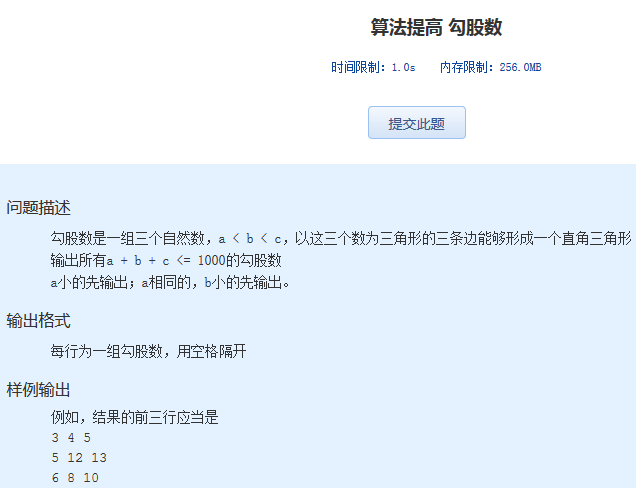 算法提高 勾股数
时间限制：1.0s 内存限制：256.0MB
提交此题
问题描述
勾股数是一组三个自然数，a < b < c，以这三个数为三角形的三条边能够形成一个直角三角形
输出所有a + b + c <= 1000的勾股数
a小的先输出；a相同的，b小的先输出。
输出格式
每行为一组勾股数，用空格隔开
样例输出
例如，结果的前三行应当是
3 4 5
5 12 13
6 8 10